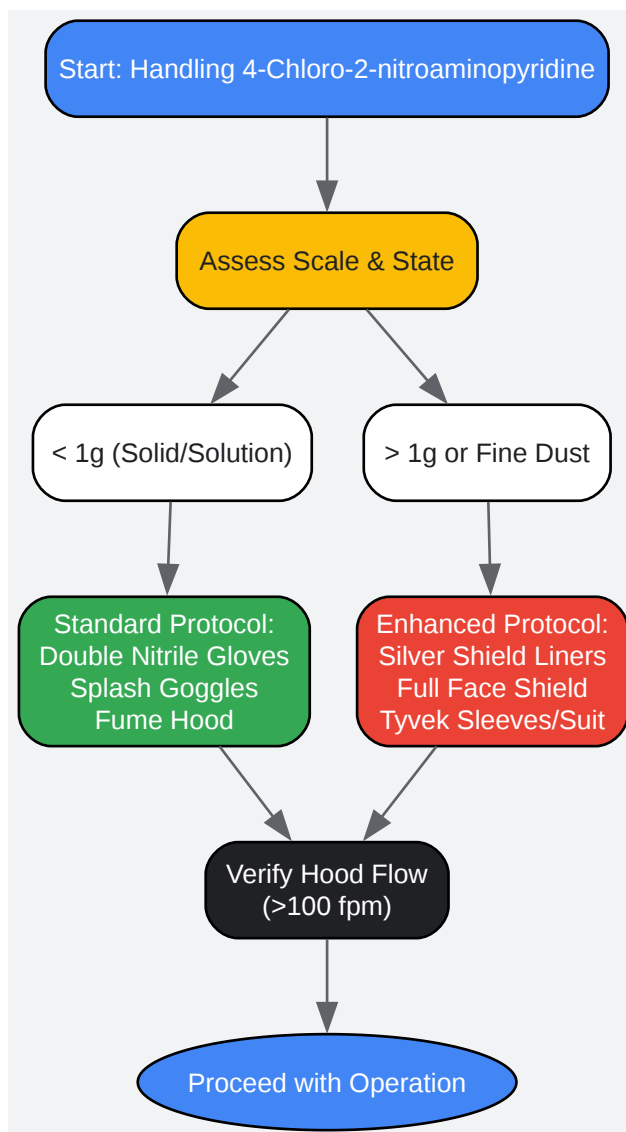 Start: Handling 4-Chloro-2-nitroaminopyridine
Assess Scale & State
< 1g (Solid/Solution)
> 1g or Fine Dust
Standard Protocol:
Double Nitrile Gloves
Splash Goggles
Fume Hood
Enhanced Protocol:
Silver Shield Liners
Full Face Shield
Tyvek Sleeves/Suit
Verify Hood Flow
(>100 fpm)
Proceed with Operation